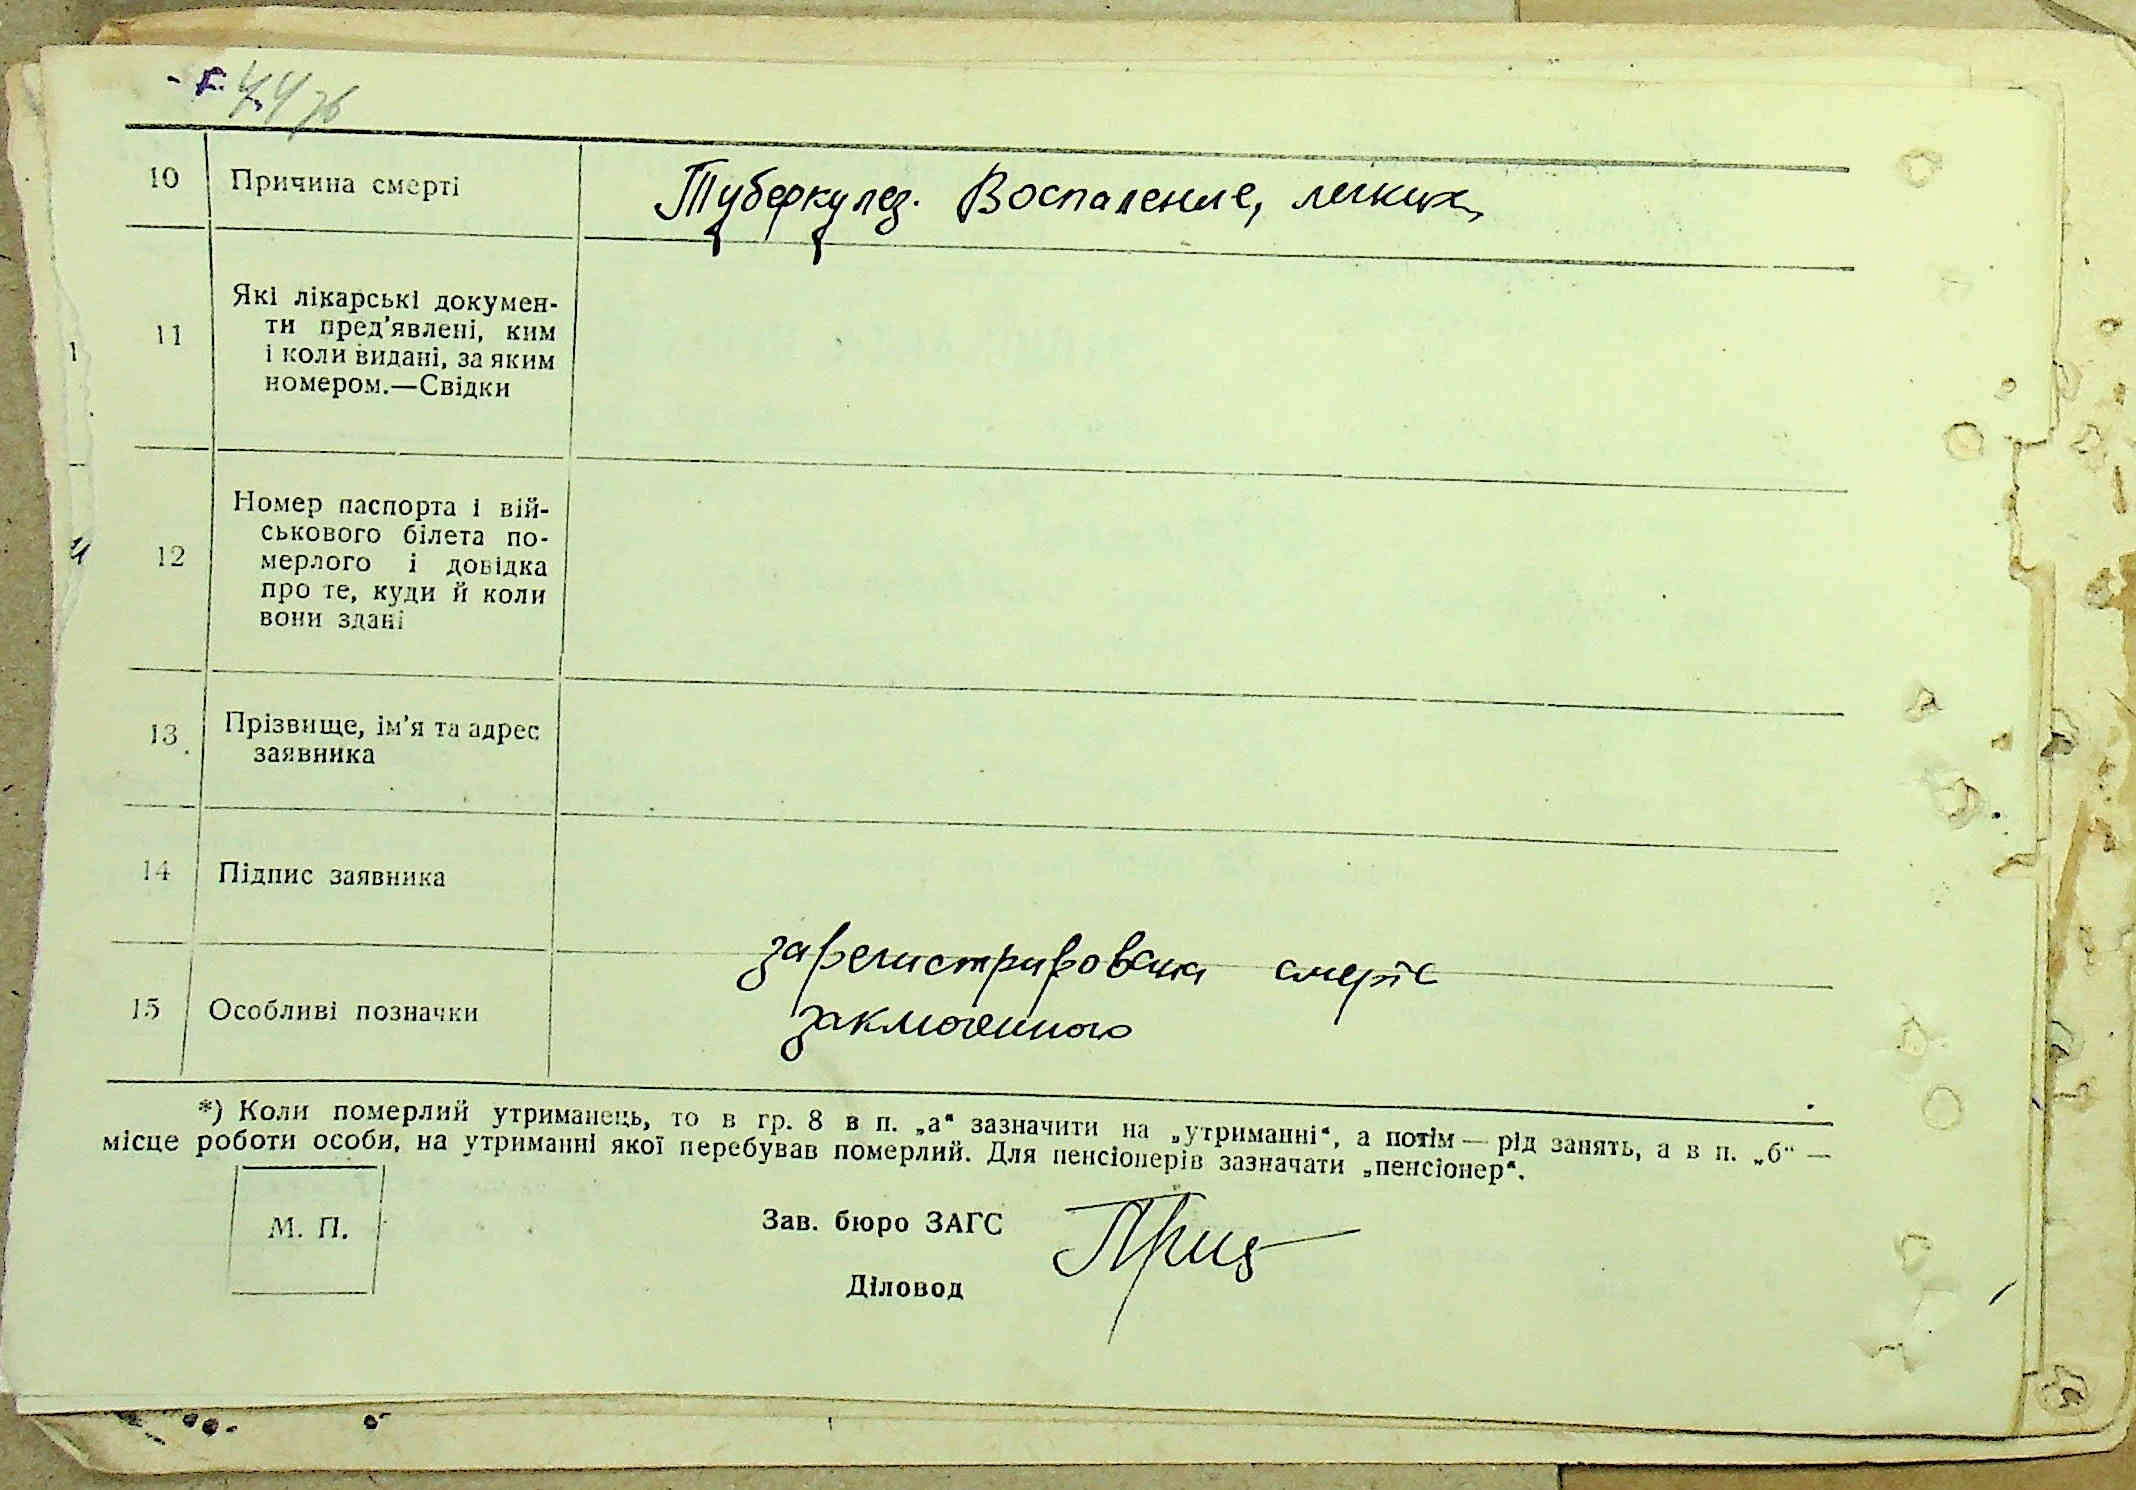 10 Причина смерті Туберкулез. Воспаление, легких,
11 Які лікарські докумен-
ти пред'явлені, ким
і коли видані, за яким
номером.—Свідки
12 Номер паспорта і вій-
ськового білета по-
мерлого і довідка
про те, куди й коли
вони здані
13 Прізвище, ім'я та адрес
заявника
14 Підпис заявника
зарегистрирована смерть
15 Особливі позначки заключенного
*) Коли померлий утриманець, то в гр. 8 в п. „а“ зазначити на „утриманні“, а потім — рід занять, а в п. „б“ —
місце роботи особи, на утриманні якої перебував померлий. Для пенсіонерів зазначати „пенсіонер“.
М. П.
Зав. бюро ЗАГС
Діловод